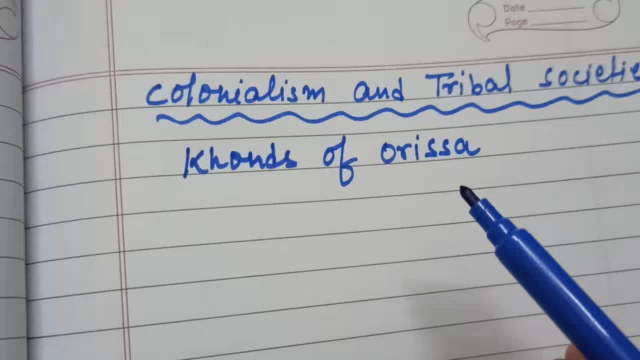 Date
Page
Colonialism and Tribal societie
Khonds of orissa